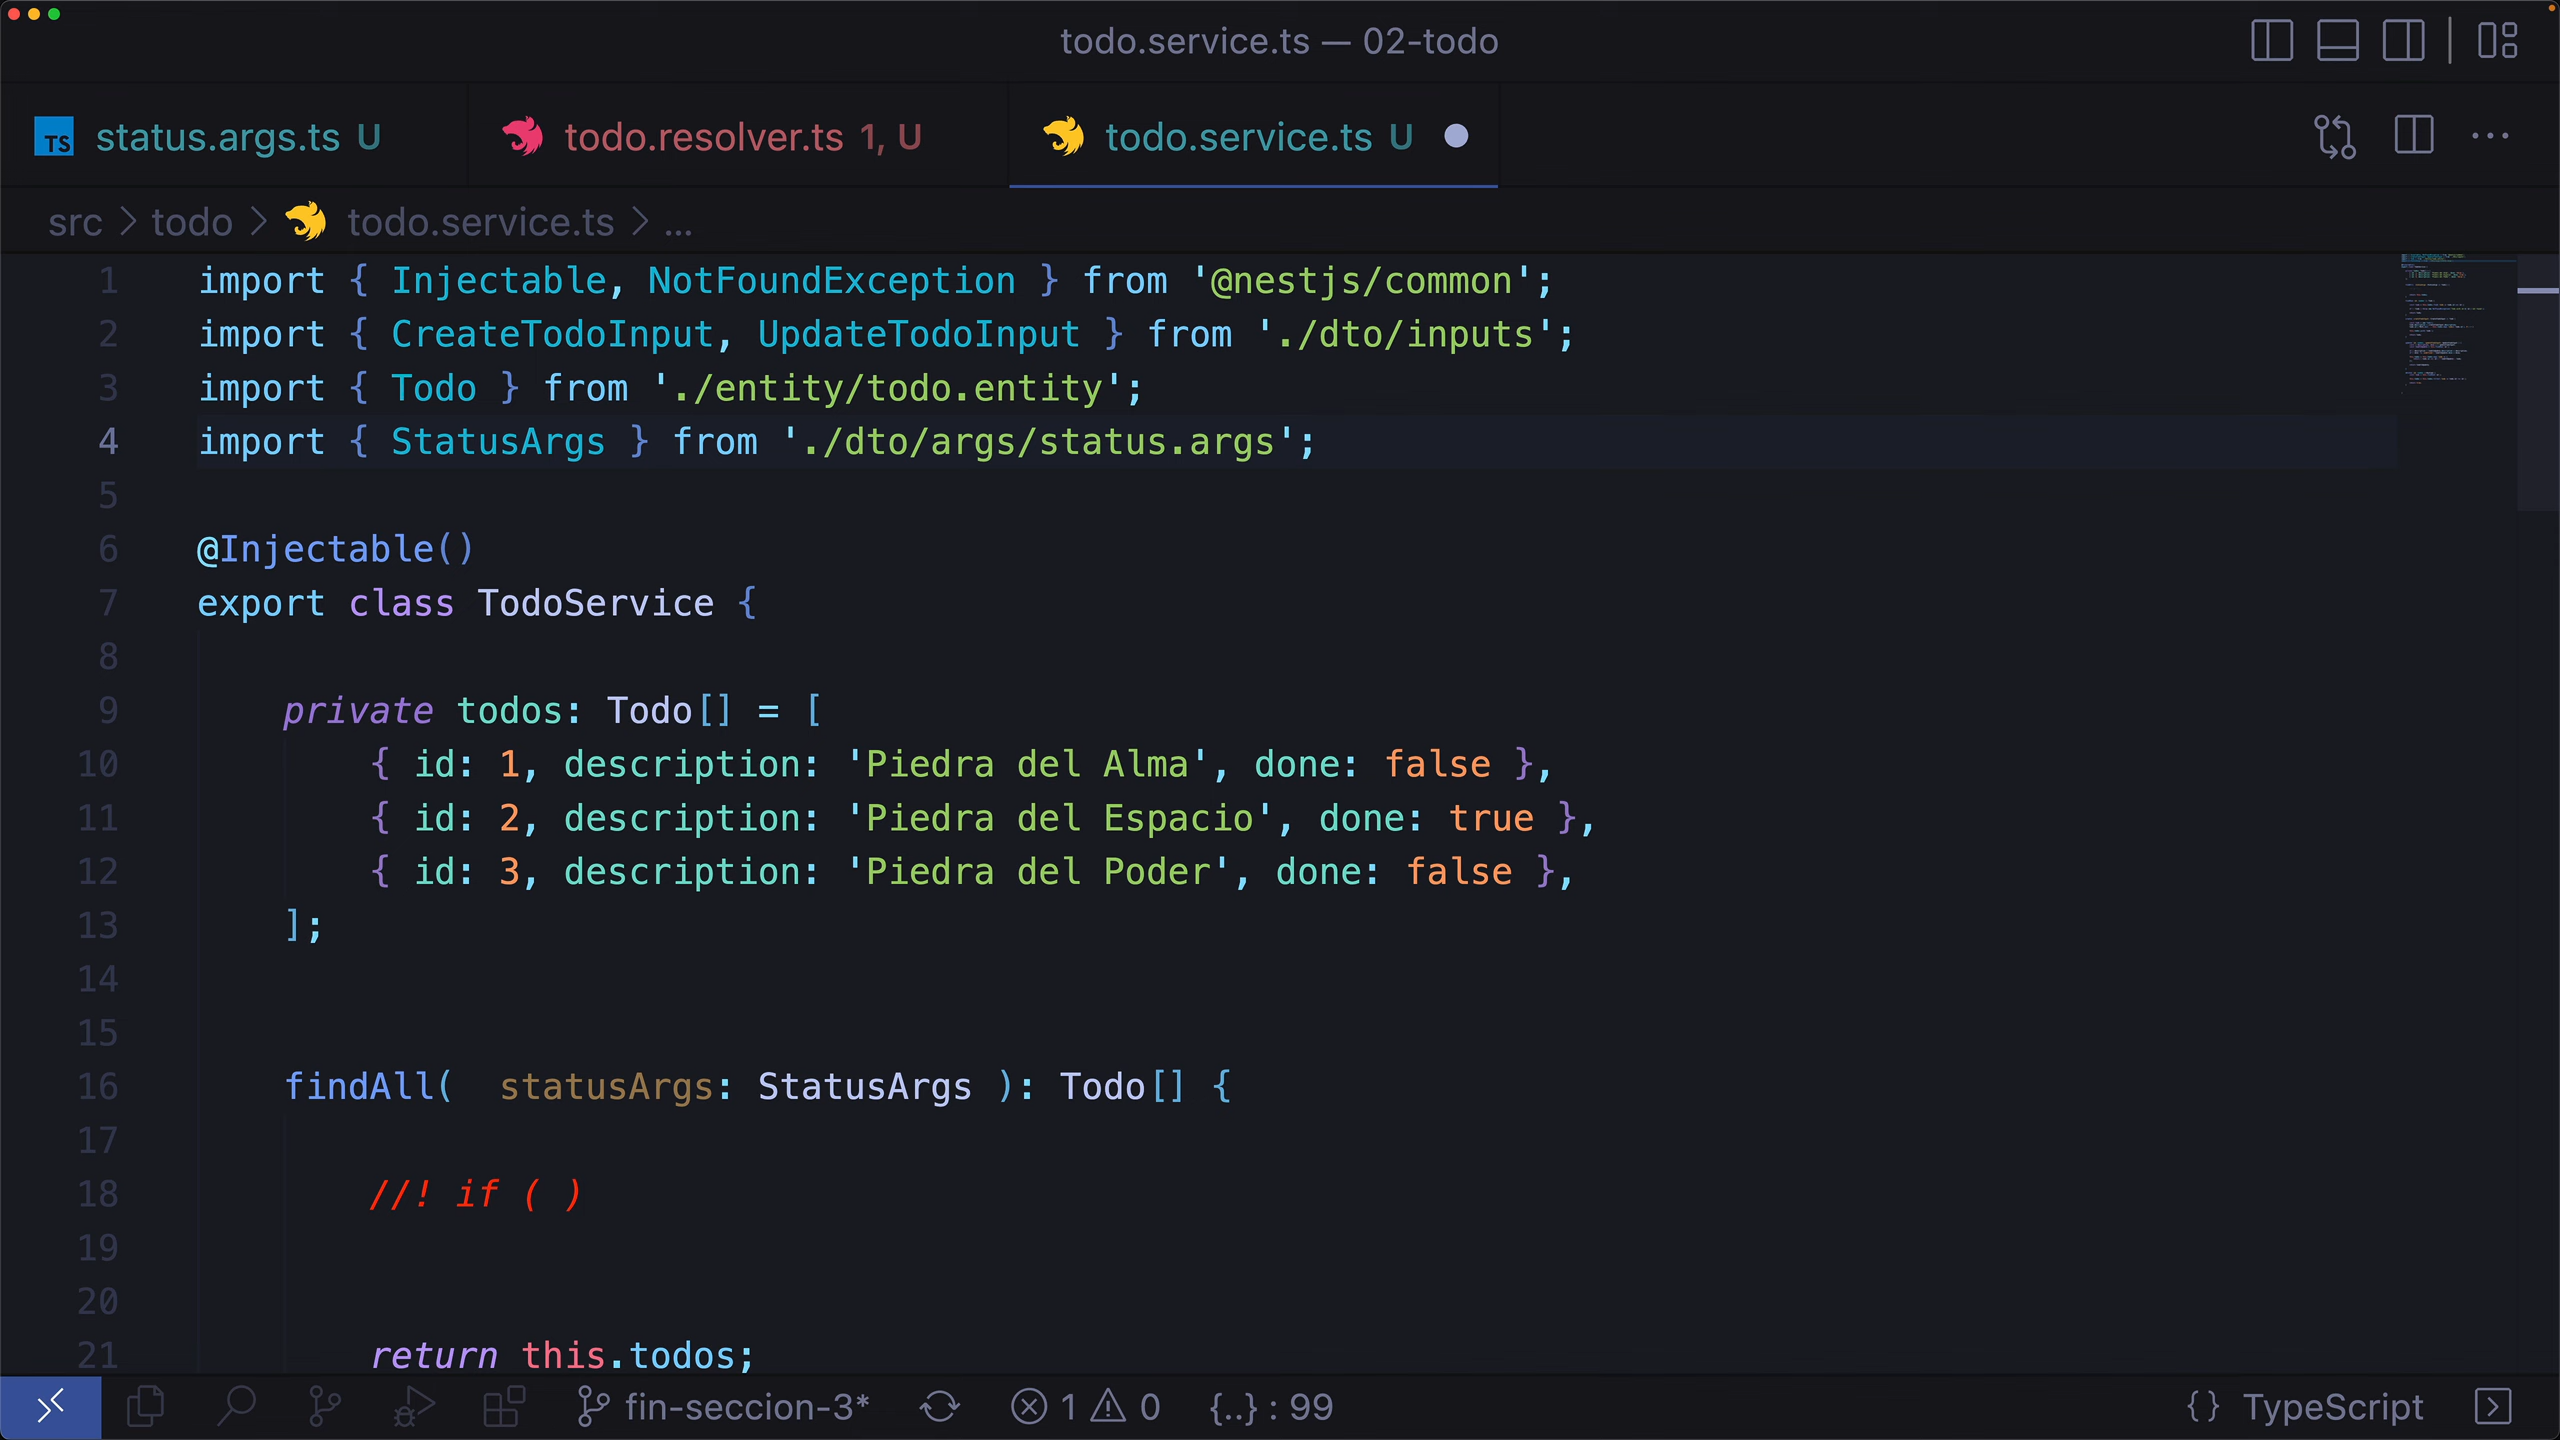 todo.service.ts — 02-todo
TS status.args.ts U
todo.resolver.ts 1, U
todo.service.ts U
src > todo > todo.service.ts > ...
1 import { Injectable, NotFoundException } from '@nestjs/common';
2 import { CreateTodoInput, UpdateTodoInput } from './dto/inputs';
3 import { Todo } from './entity/todo.entity';
4 import { StatusArgs } from './dto/args/status.args';
5
6 @Injectable()
7 export class TodoService {
8
9 private todos: Todo[] = [
10 { id: 1, description: 'Piedra del Alma', done: false },
11 { id: 2, description: 'Piedra del Espacio', done: true },
12 { id: 3, description: 'Piedra del Poder', done: false },
13 ];
14
15
16 findAll(  statusArgs: StatusArgs ): Todo[] {
17
18 //! if ( )
19
20
21 return this.todos;
fin-seccion-3* 1 0 {..} : 99 {} TypeScript